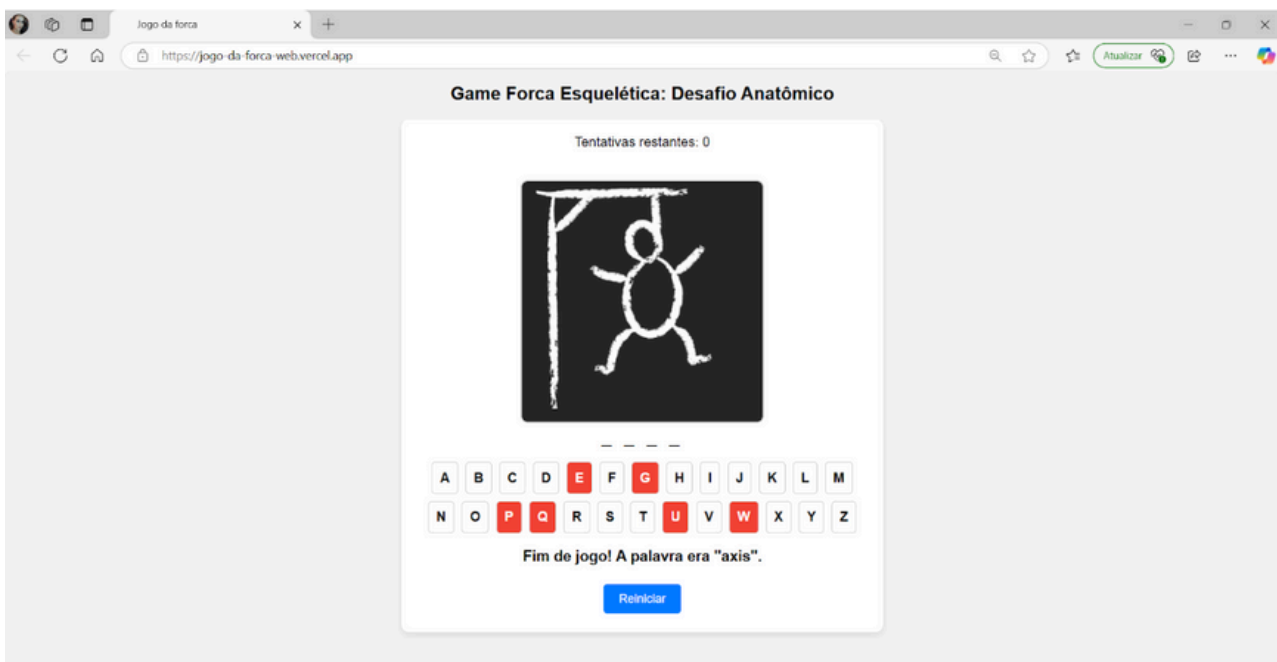 Jogo da forca
https://jogo-da-forca-web.vercel.app
Atualizar
Game Forca Esquelética: Desafio Anatômico
Tentativas restantes: 0
_ _ _ _
A B C D E F G H I J K L M
N O P Q R S T U V W X Y Z
Fim de jogo! A palavra era "axis".
Reiniciar